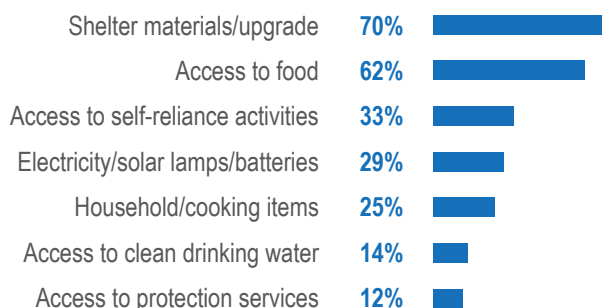 Shelter materials/upgrade 70%
Access to food 62%
Access to self-reliance activities 33%
Electricity/solar lamps/batteries 29%
Household/cooking items 25%
Access to clean drinking water 14%
Access to protection services 12%